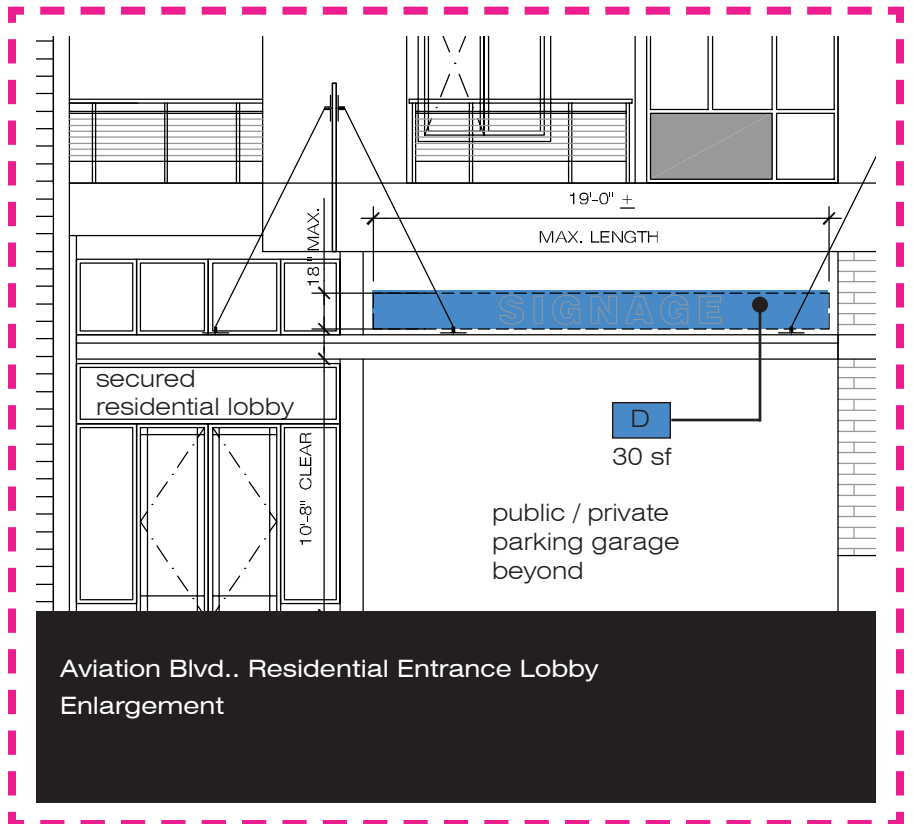 19'-0" ±
MAX. LENGTH
18" MAX.
SIGNAGE
secured
residential lobby
D
30 sf
10'-8" CLEAR
public / private
parking garage
beyond
Aviation Blvd.. Residential Entrance Lobby
Enlargement